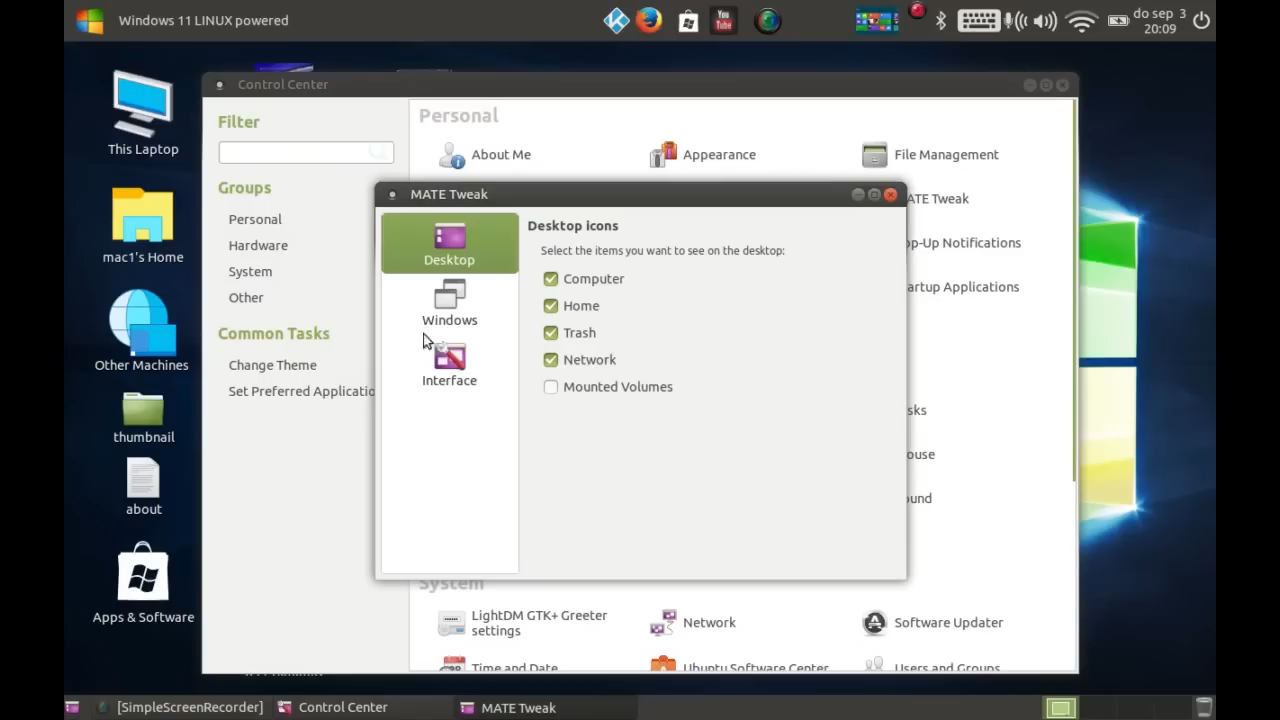 Windows 11 LINUX powered
You
Tube
do sep 3
20:09
This Laptop
mac1's Home
Other Machines
thumbnail
about
Apps & Software
Control Center
Filter
Groups
Personal
Hardware
System
Other
Common Tasks
Change Theme
Set Preferred Applicatio
Personal
About Me
Appearance
File Management
ATE Tweak
op-Up Notifications
artup Applications
sks
ouse
ound
System
LightDM GTK+ Greeter
settings
Network
Software Updater
Time and Date
Ubuntu Software Center
Users and Groups
MATE Tweak
Desktop
Windows
Interface
Desktop icons
Select the items you want to see on the desktop:
Computer
Home
Trash
Network
Mounted Volumes
[SimpleScreenRecorder]
Control Center
MATE Tweak